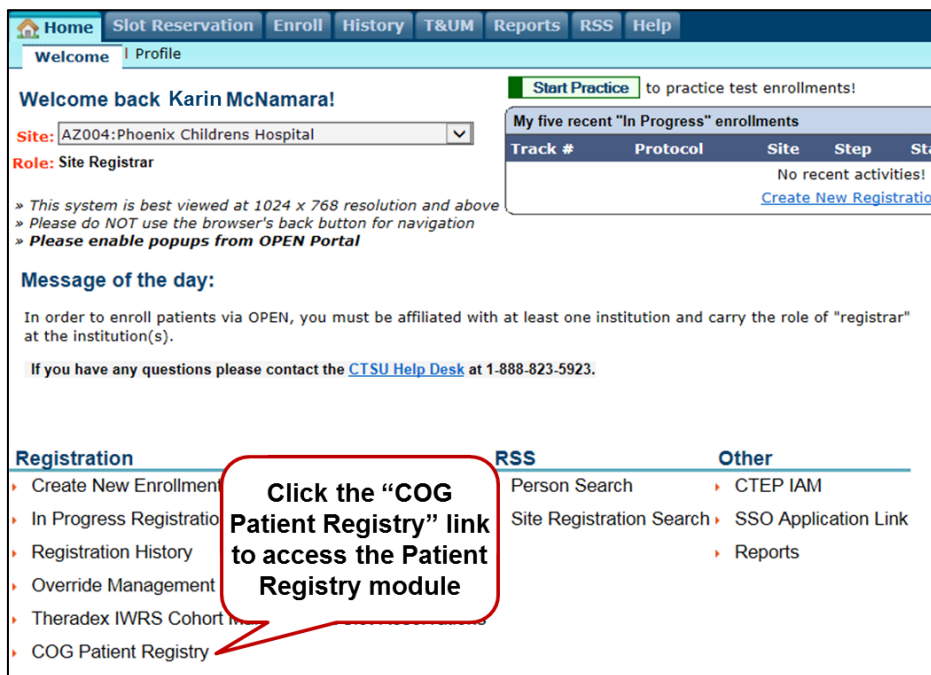 Home Slot Reservation Enroll History T&UM Reports RSS Help
Welcome | Profile
Welcome back Karin McNamara!
Site: AZ004:Phoenix Childrens Hospital
Role: Site Registrar
» This system is best viewed at 1024 x 768 resolution and above
» Please do NOT use the browser's back button for navigation
» Please enable popups from OPEN Portal
Start Practice to practice test enrollments!
My five recent "In Progress" enrollments
Track # Protocol Site Step
No recent activities!
Create New Registratio
Message of the day:
In order to enroll patients via OPEN, you must be affiliated with at least one institution and carry the role of "registrar"
at the institution(s).
If you have any questions please contact the CTSU Help Desk at 1-888-823-5923.
Registration
Create New Enrollment
In Progress Registratio
Registration History
Override Management
Theradex IWRS Cohort
COG Patient Registry
Click the “COG
Patient Registry” link
to access the Patient
Registry module
RSS
Person Search
Site Registration Search
Other
CTEP IAM
SSO Application Link
Reports